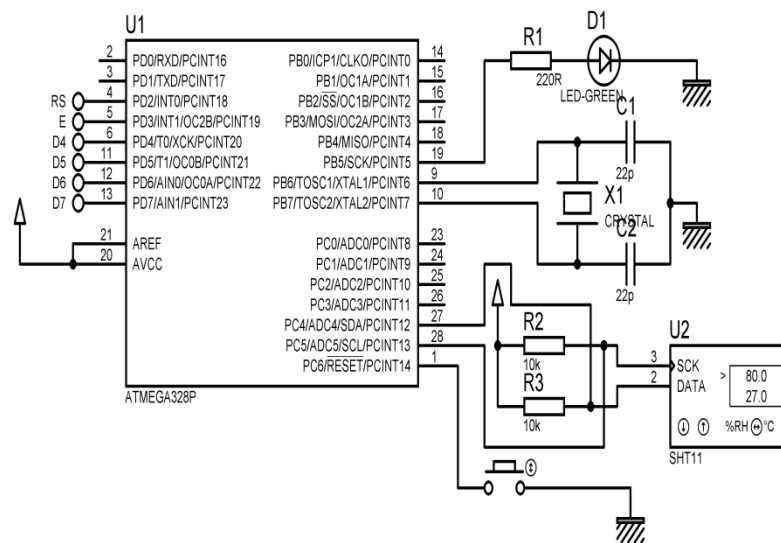 U1
2 PD0/RXD/PCINT16 PB0/ICP1/CLKO/PCINT0 14
3 PD1/TXD/PCINT17 PB1/OC1A/PCINT1 15
RS 4 PD2/INT0/PCINT18 PB2/SS/OC1B/PCINT2 16
E 5 PD3/INT1/OC2B/PCINT19 PB3/MOSI/OC2A/PCINT3 17
D4 6 PD4/T0/XCK/PCINT20 PB4/MISO/PCINT4 18
D5 11 PD5/T1/OC0B/PCINT21 PB5/SCK/PCINT5 19
D6 12 PD6/AIN0/OC0A/PCINT22 PB6/TOSC1/XTAL1/PCINT6 9
D7 13 PD7/AIN1/PCINT23 PB7/TOSC2/XTAL2/PCINT7 10
21 AREF PC0/ADC0/PCINT8 23
20 AVCC PC1/ADC1/PCINT9 24
PC2/ADC2/PCINT10 25
PC3/ADC3/PCINT11 26
PC4/ADC4/SDA/PCINT12 27
PC5/ADC5/SCL/PCINT13 28
PC6/RESET/PCINT14 1
ATMEGA328P
R1
220R
D1
LED-GREEN
C1
22p
X1
CRYSTAL
C2
22p
R2
10k
R3
10k
U2
3 SCK
2 DATA
> 80.0
27.0
%RH °C
SHT11